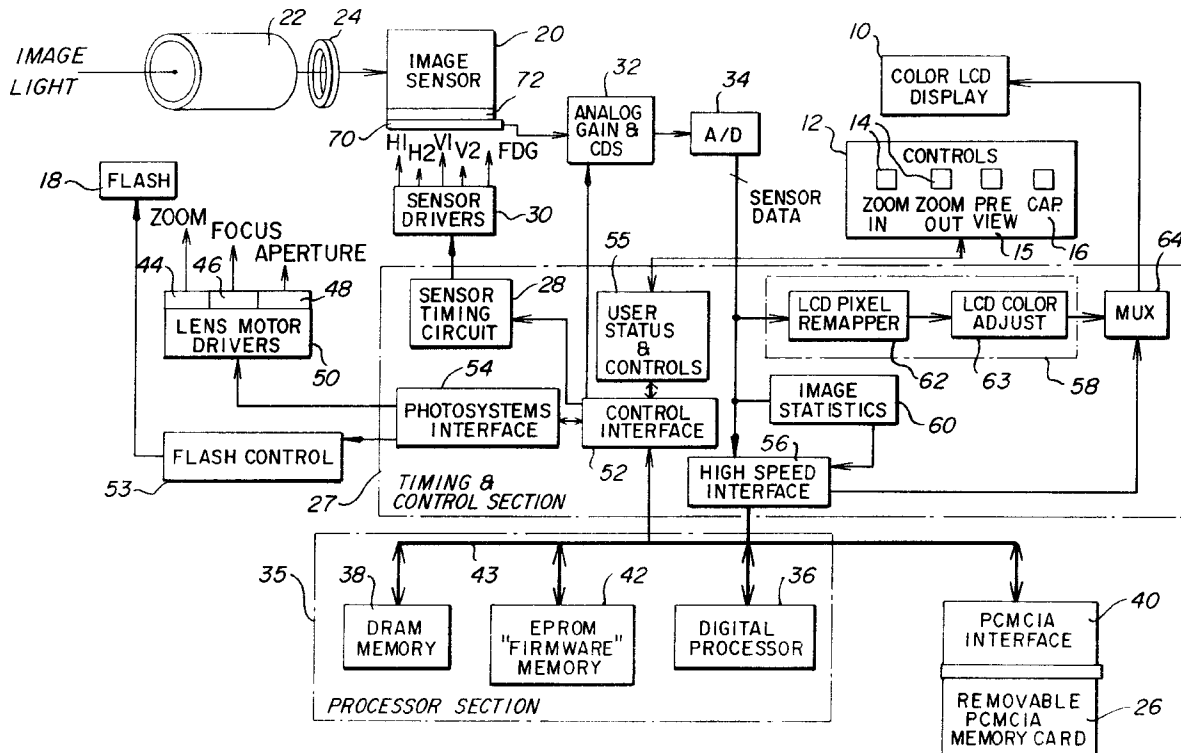 IMAGE
LIGHT
22
24
20
IMAGE
SENSOR
72
70
H1
H2
V1
V2
FDG
32
ANALOG
GAIN &
CDS
34
A/D
SENSOR
DATA
10
COLOR LCD
DISPLAY
12
14
CONTROLS
ZOOM
IN
ZOOM
OUT
PRE
VIEW
CAP.
15
16
18
FLASH
ZOOM
FOCUS
APERTURE
44
46
48
LENS MOTOR
DRIVERS
50
SENSOR
DRIVERS
30
SENSOR
TIMING
CIRCUIT
28
55
USER
STATUS
&
CONTROLS
LCD PIXEL
REMAPPER
62
LCD COLOR
ADJUST
63
58
64
MUX
54
PHOTOSYSTEMS
INTERFACE
CONTROL
INTERFACE
52
IMAGE
STATISTICS
60
56
HIGH SPEED
INTERFACE
FLASH CONTROL
53
27
TIMING &
CONTROL SECTION
35
38
43
DRAM
MEMORY
42
EPROM
"FIRMWARE"
MEMORY
36
DIGITAL
PROCESSOR
PROCESSOR SECTION
40
PCMCIA
INTERFACE
REMOVABLE
PCMCIA
MEMORY CARD
26